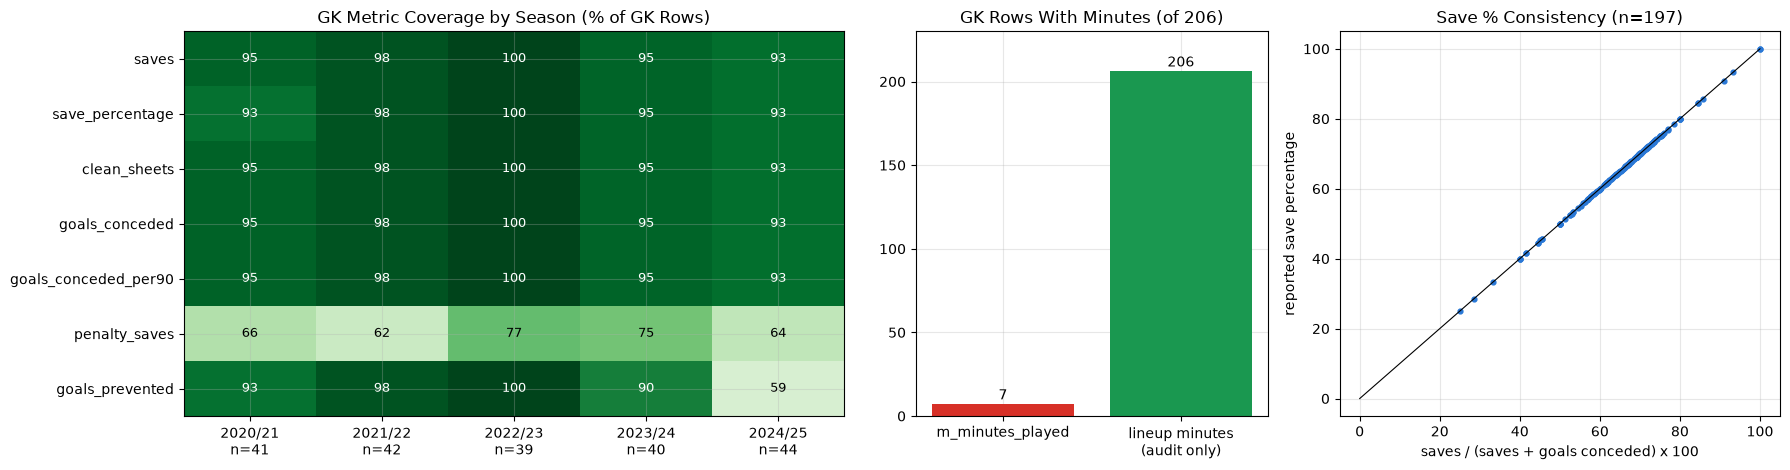 GK Metric Coverage by Season (% of GK Rows)
saves 95 98 100 95 93
save_percentage 93 98 100 95 93
clean_sheets 95 98 100 95 93
goals_conceded 95 98 100 95 93
goals_conceded_per90 95 98 100 95 93
penalty_saves 66 62 77 75 64
goals_prevented 93 98 100 90 59
2020/21 2021/22 2022/23 2023/24 2024/25
n=41 n=42 n=39 n=40 n=44
GK Rows With Minutes (of 206)
200
150
100
50
0
7
206
m_minutes_played
lineup minutes
(audit only)
Save % Consistency (n=197)
reported save percentage
100
80
60
40
20
0
0 20 40 60 80 100
saves / (saves + goals conceded) x 100